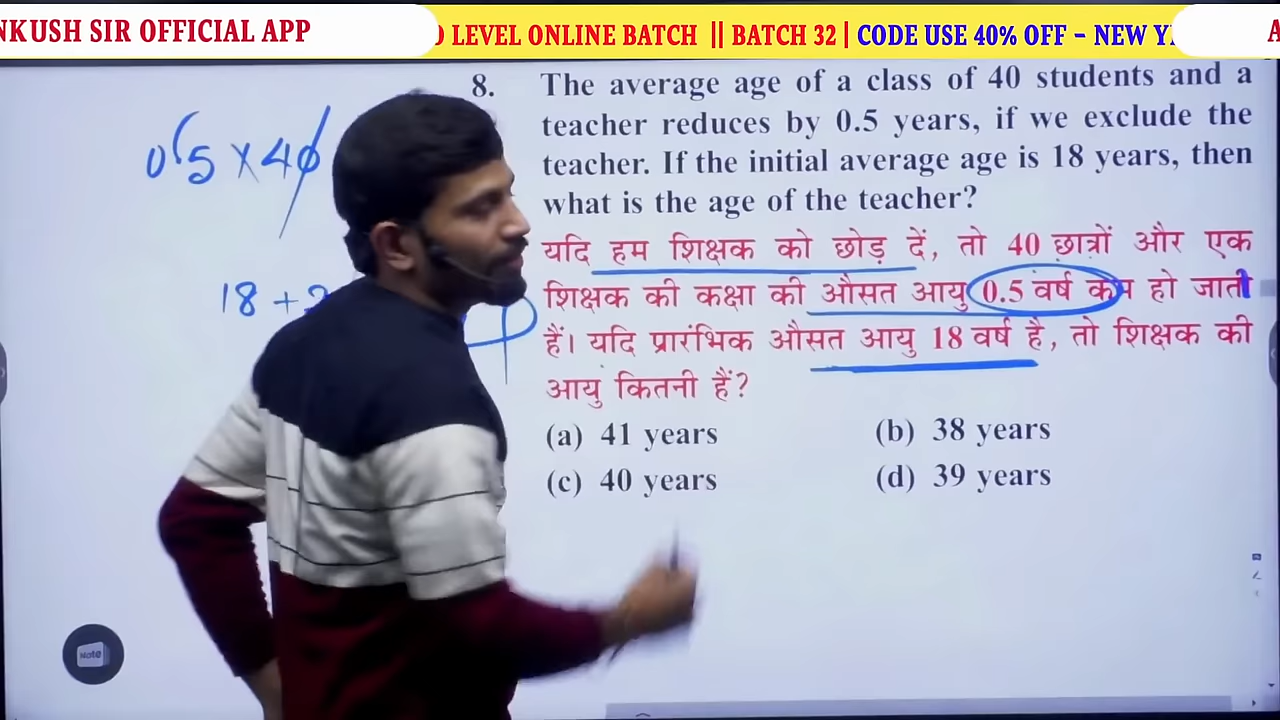 NKUSH SIR OFFICIAL APP
LEVEL ONLINE BATCH || BATCH 32 | CODE USE 40% OFF – NEW
8. The average age of a class of 40 students and a
teacher reduces by 0.5 years, if we exclude the
teacher. If the initial average age is 18 years, then
what is the age of the teacher?
यदि हम शिक्षक को छोड़ दें, तो 40 छात्रों और एक
शिक्षक की कक्षा की औसत आयु 0.5 वर्ष कम हो जाती
हैं। यदि प्रारंभिक औसत आयु 18 वर्ष है, तो शिक्षक की
आयु कितनी हैं?
(a) 41 years (b) 38 years
(c) 40 years (d) 39 years
0.5 × 40
18 +
Note